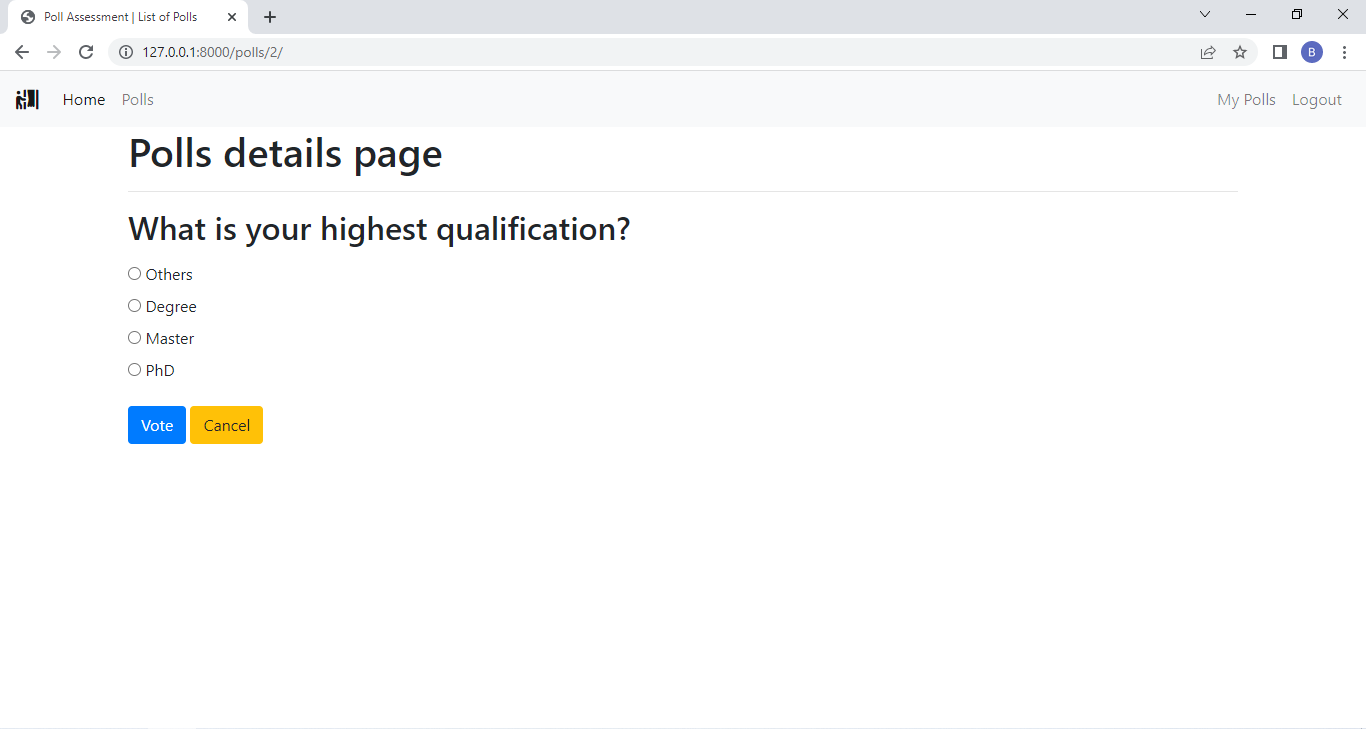 Poll Assessment | List of Polls
127.0.0.1:8000/polls/2/
B
Home Polls My Polls Logout
Polls details page
What is your highest qualification?
Others
Degree
Master
PhD
Vote Cancel